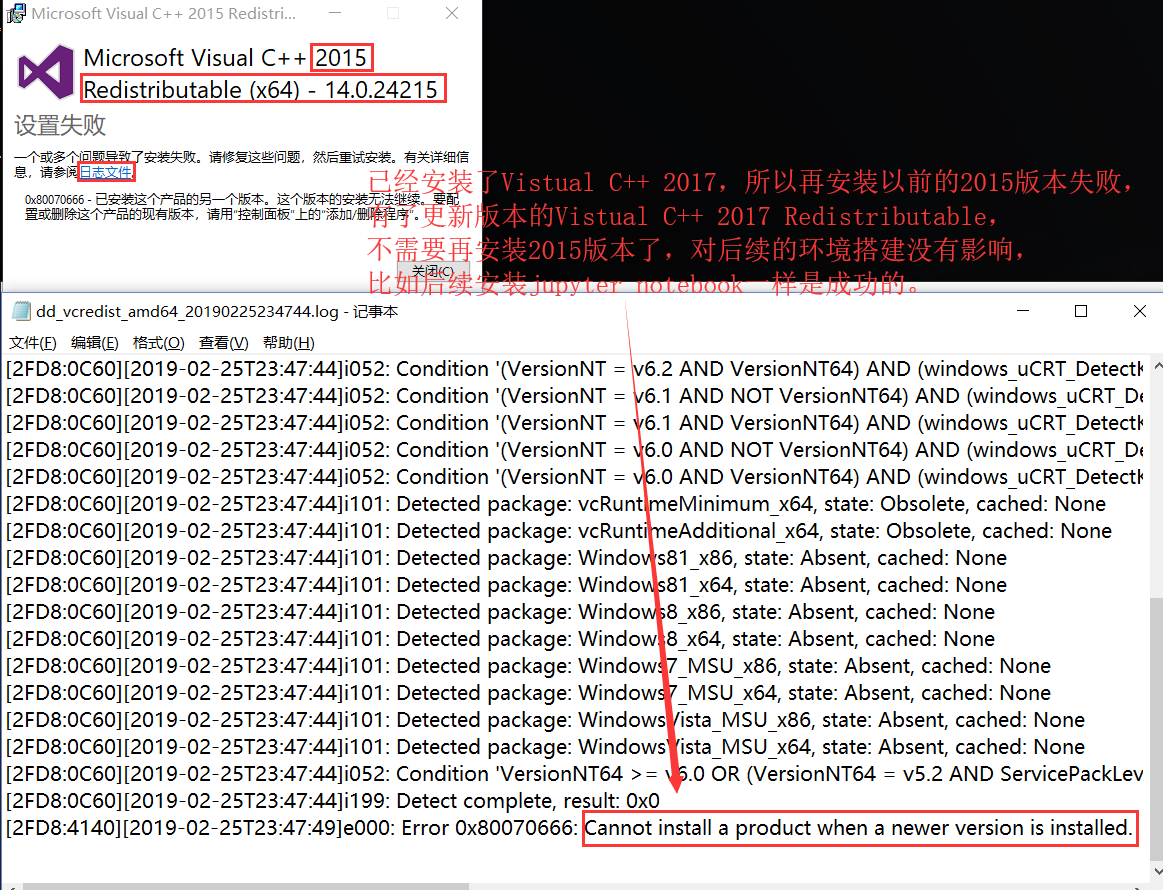 Microsoft Visual C++ 2015 Redistri...
Microsoft Visual C++ 2015
Redistributable (x64) - 14.0.24215
设置失败
一个或多个问题导致了安装失败。请修复这些问题，然后重试安装。有关详细信
息，请参阅日志文件。
0x80070666 - 已安装这个产品的另一个版本。这个版本的安装无法继续。要配
置或删除这个产品的现有版本，请用“控制面板”上的“添加/删除程序”。
关闭(C)
已经安装了Vistual C++ 2017，所以再安装以前的2015版本失败，
有了更新版本的Vistual C++ 2017 Redistributable，
不需要再安装2015版本了，对后续的环境搭建没有影响，
比如后续安装jupyter notebook一样是成功的。
dd_vcredist_amd64_20190225234744.log - 记事本
文件(F) 编辑(E) 格式(O) 查看(V) 帮助(H)
[2FD8:0C60][2019-02-25T23:47:44]i052: Condition '(VersionNT = v6.2 AND VersionNT64) AND (windows_uCRT_DetectK
[2FD8:0C60][2019-02-25T23:47:44]i052: Condition '(VersionNT = v6.1 AND NOT VersionNT64) AND (windows_uCRT_De
[2FD8:0C60][2019-02-25T23:47:44]i052: Condition '(VersionNT = v6.1 AND VersionNT64) AND (windows_uCRT_DetectK
[2FD8:0C60][2019-02-25T23:47:44]i052: Condition '(VersionNT = v6.0 AND NOT VersionNT64) AND (windows_uCRT_De
[2FD8:0C60][2019-02-25T23:47:44]i052: Condition '(VersionNT = v6.0 AND VersionNT64) AND (windows_uCRT_DetectK
[2FD8:0C60][2019-02-25T23:47:44]i101: Detected package: vcRuntimeMinimum_x64, state: Obsolete, cached: None
[2FD8:0C60][2019-02-25T23:47:44]i101: Detected package: vcRuntimeAdditional_x64, state: Obsolete, cached: None
[2FD8:0C60][2019-02-25T23:47:44]i101: Detected package: Windows81_x86, state: Absent, cached: None
[2FD8:0C60][2019-02-25T23:47:44]i101: Detected package: Windows81_x64, state: Absent, cached: None
[2FD8:0C60][2019-02-25T23:47:44]i101: Detected package: Windows8_x86, state: Absent, cached: None
[2FD8:0C60][2019-02-25T23:47:44]i101: Detected package: Windows8_x64, state: Absent, cached: None
[2FD8:0C60][2019-02-25T23:47:44]i101: Detected package: Windows7_MSU_x86, state: Absent, cached: None
[2FD8:0C60][2019-02-25T23:47:44]i101: Detected package: Windows7_MSU_x64, state: Absent, cached: None
[2FD8:0C60][2019-02-25T23:47:44]i101: Detected package: WindowsVista_MSU_x86, state: Absent, cached: None
[2FD8:0C60][2019-02-25T23:47:44]i101: Detected package: WindowsVista_MSU_x64, state: Absent, cached: None
[2FD8:0C60][2019-02-25T23:47:44]i052: Condition 'VersionNT64 >= v6.0 OR (VersionNT64 = v5.2 AND ServicePackLev
[2FD8:0C60][2019-02-25T23:47:44]i199: Detect complete, result: 0x0
[2FD8:4140][2019-02-25T23:47:49]e000: Error 0x80070666: Cannot install a product when a newer version is installed.